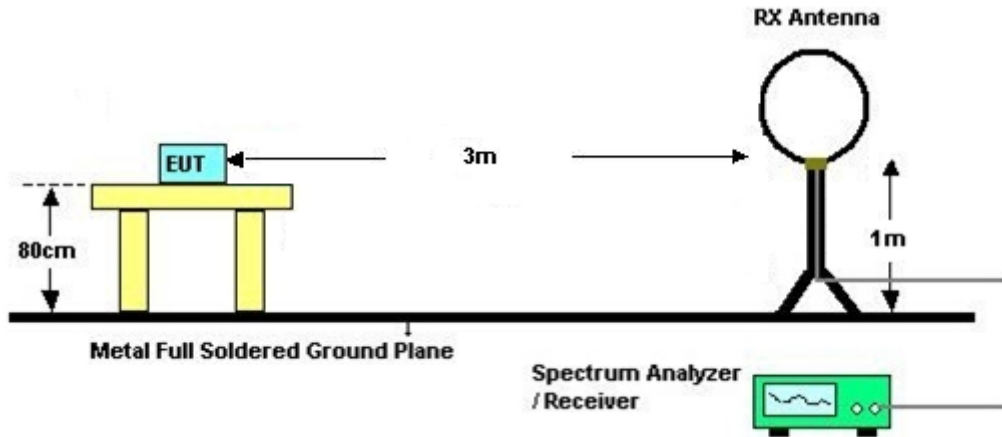 RX Antenna
EUT
3m
80cm
1m
Metal Full Soldered Ground Plane
Spectrum Analyzer
/ Receiver